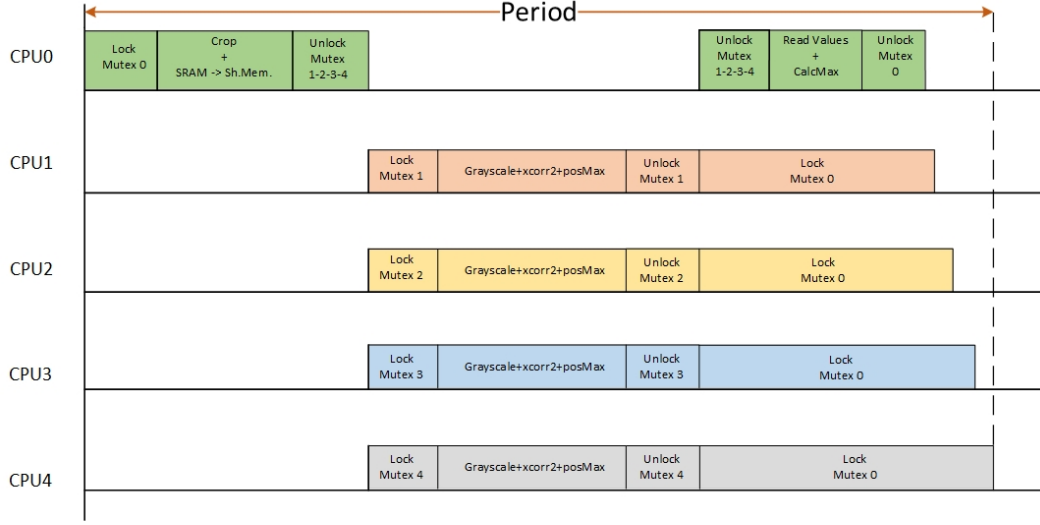 Period
CPU0
Lock
Mutex 0
Crop
+
SRAM -> Sh.Mem.
Unlock
Mutex
1-2-3-4
Unlock
Mutex
1-2-3-4
Read Values
+
CalcMax
Unlock
Mutex
0
CPU1
Lock
Mutex 1
Grayscale+xcorr2+posMax
Unlock
Mutex 1
Lock
Mutex 0
CPU2
Lock
Mutex 2
Grayscale+xcorr2+posMax
Unlock
Mutex 2
Lock
Mutex 0
CPU3
Lock
Mutex 3
Grayscale+xcorr2+posMax
Unlock
Mutex 3
Lock
Mutex 0
CPU4
Lock
Mutex 4
Grayscale+xcorr2+posMax
Unlock
Mutex 4
Lock
Mutex 0